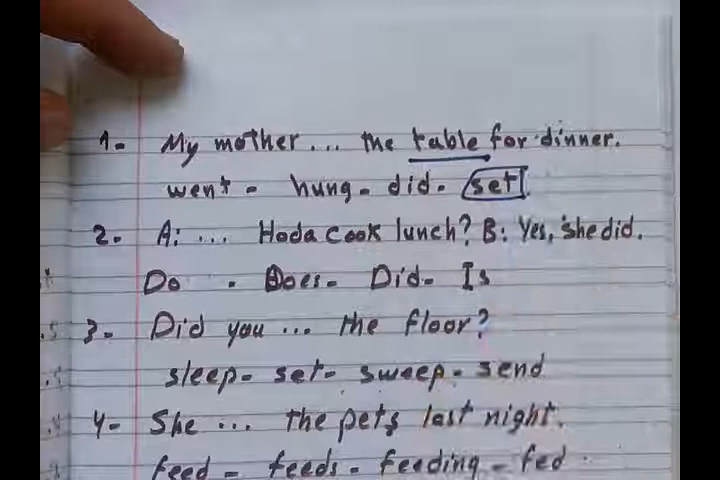 1- My mother ... the table for dinner.
went - hung - did - set
2- A: ... Hoda cook lunch? B: Yes, she did.
Do - Does - Did - Is
3- Did you ... the floor?
sleep - set - sweep - send
4- She ... the pets last night.
feed - feeds - feeding - fed